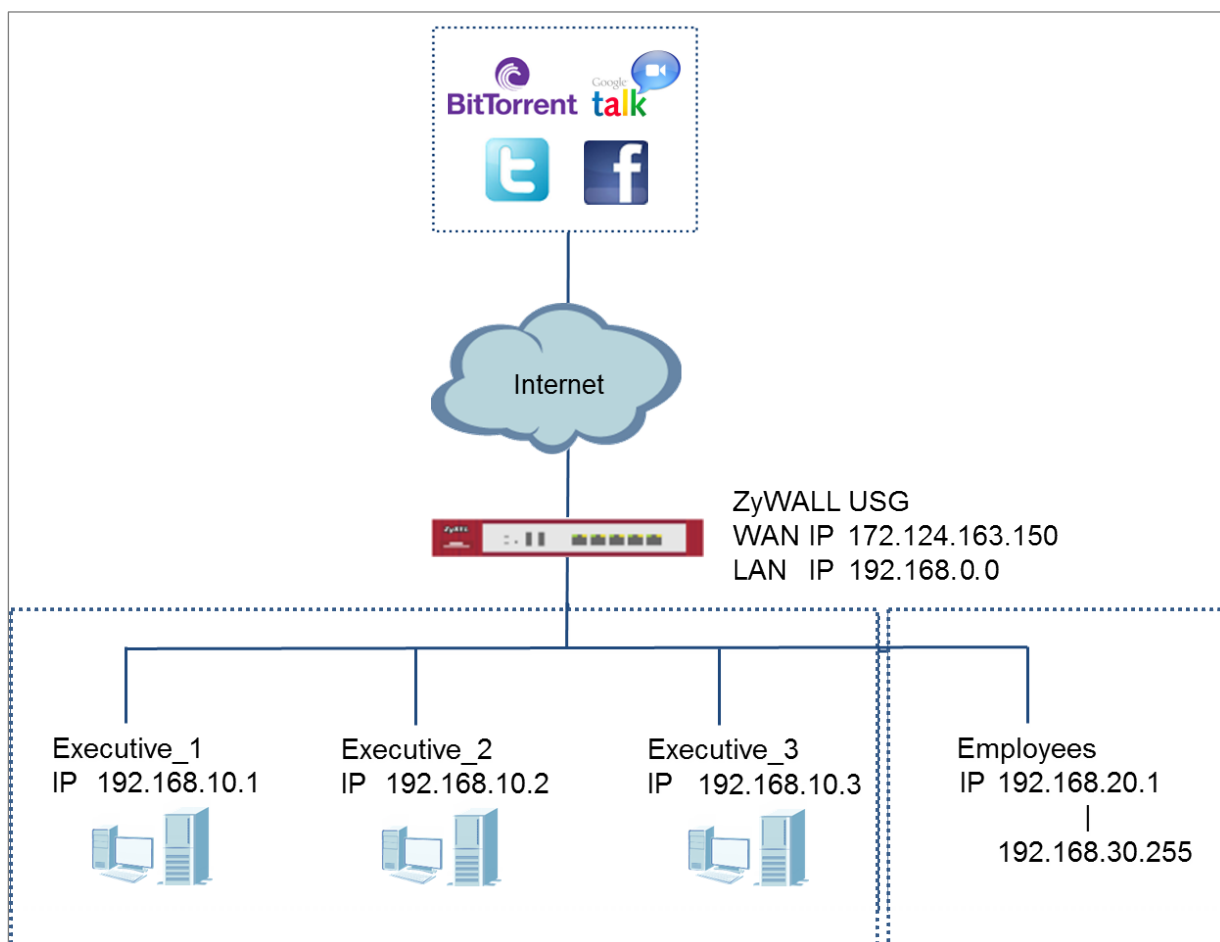 BitTorrent
Google
talk
t
f
Internet
ZyXEL
ZyWALL USG
WAN IP 172.124.163.150
LAN IP 192.168.0.0
Executive_1
IP 192.168.10.1
Executive_2
IP 192.168.10.2
Executive_3
IP 192.168.10.3
Employees
IP 192.168.20.1
|
192.168.30.255